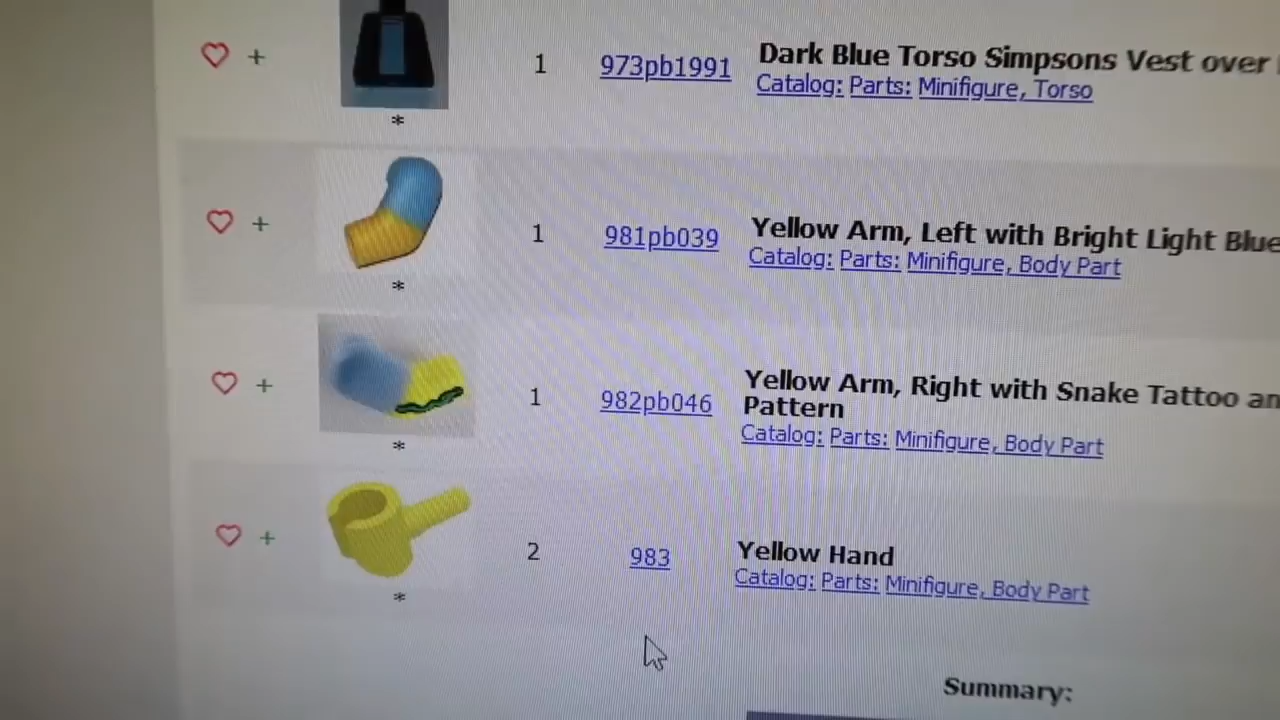 + 1 973pb1991 Dark Blue Torso Simpsons Vest over
Catalog: Parts: Minifigure, Torso
*
+ 1 981pb039 Yellow Arm, Left with Bright Light Blue
Catalog: Parts: Minifigure, Body Part
*
+ 1 982pb046 Yellow Arm, Right with Snake Tattoo an
Pattern
Catalog: Parts: Minifigure, Body Part
*
+ 2 983 Yellow Hand
Catalog: Parts: Minifigure, Body Part
*
Summary: